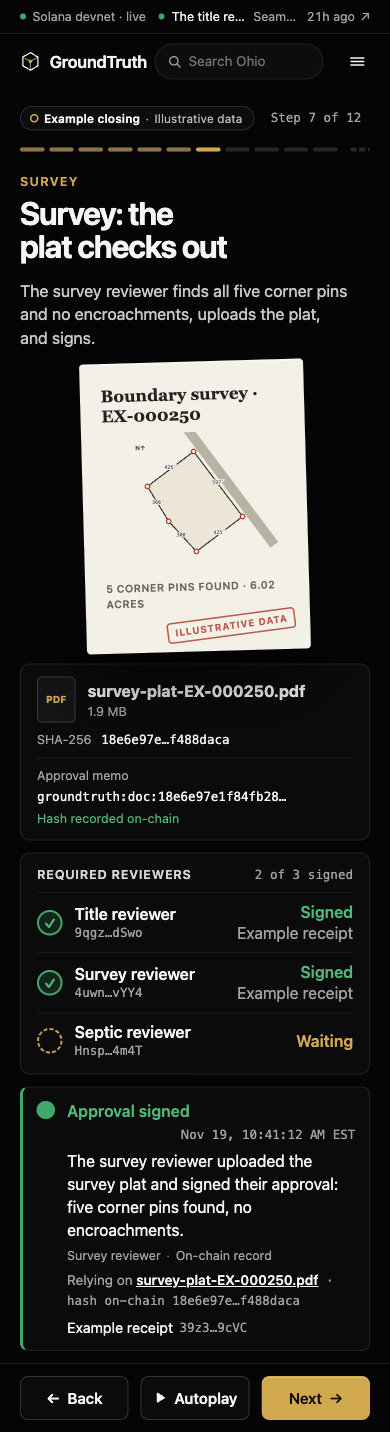 Solana devnet · live
The title re… Seam… 21h ago ↗
GroundTruth
Search Ohio
Example closing · Illustrative data
Step 7 of 12
SURVEY
Survey: the
plat checks out
The survey reviewer finds all five corner pins
and no encroachments, uploads the plat,
and signs.
Boundary survey ·
EX-000250
N↑
425
597
300
300
425
5 CORNER PINS FOUND · 6.02
ACRES
ILLUSTRATIVE DATA
PDF
survey-plat-EX-000250.pdf
1.9 MB
SHA-256 18e6e97e…f488daca
Approval memo
groundtruth:doc:18e6e97e1f84fb28…
Hash recorded on-chain
REQUIRED REVIEWERS
2 of 3 signed
Title reviewer
Signed
9qgz…dSwo
Example receipt
Survey reviewer
Signed
4uwn…vYY4
Example receipt
Septic reviewer
Waiting
Hnsp…4m4T
Approval signed
Nov 19, 10:41:12 AM EST
The survey reviewer uploaded the
survey plat and signed their approval:
five corner pins found, no
encroachments.
Survey reviewer · On-chain record
Relying on survey-plat-EX-000250.pdf ·
hash on-chain 18e6e97e…f488daca
Example receipt 39z3…9cVC
← Back
Autoplay
Next →